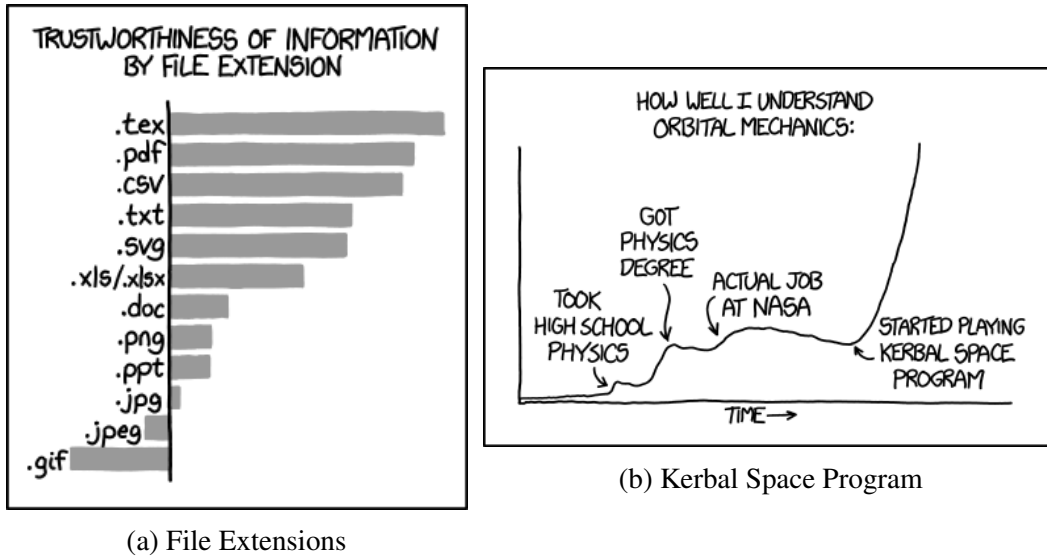 TRUSTWORTHINESS OF INFORMATION
BY FILE EXTENSION
.tex
.pdf
.csv
.txt
.svg
.xls/.xlsx
.doc
.png
.ppt
.jpg
.jpeg
.gif
(a) File Extensions
HOW WELL I UNDERSTAND
ORBITAL MECHANICS:
GOT
PHYSICS
DEGREE
TOOK
HIGH SCHOOL
PHYSICS
ACTUAL JOB
AT NASA
STARTED PLAYING
KERBAL SPACE
PROGRAM
TIME→
(b) Kerbal Space Program